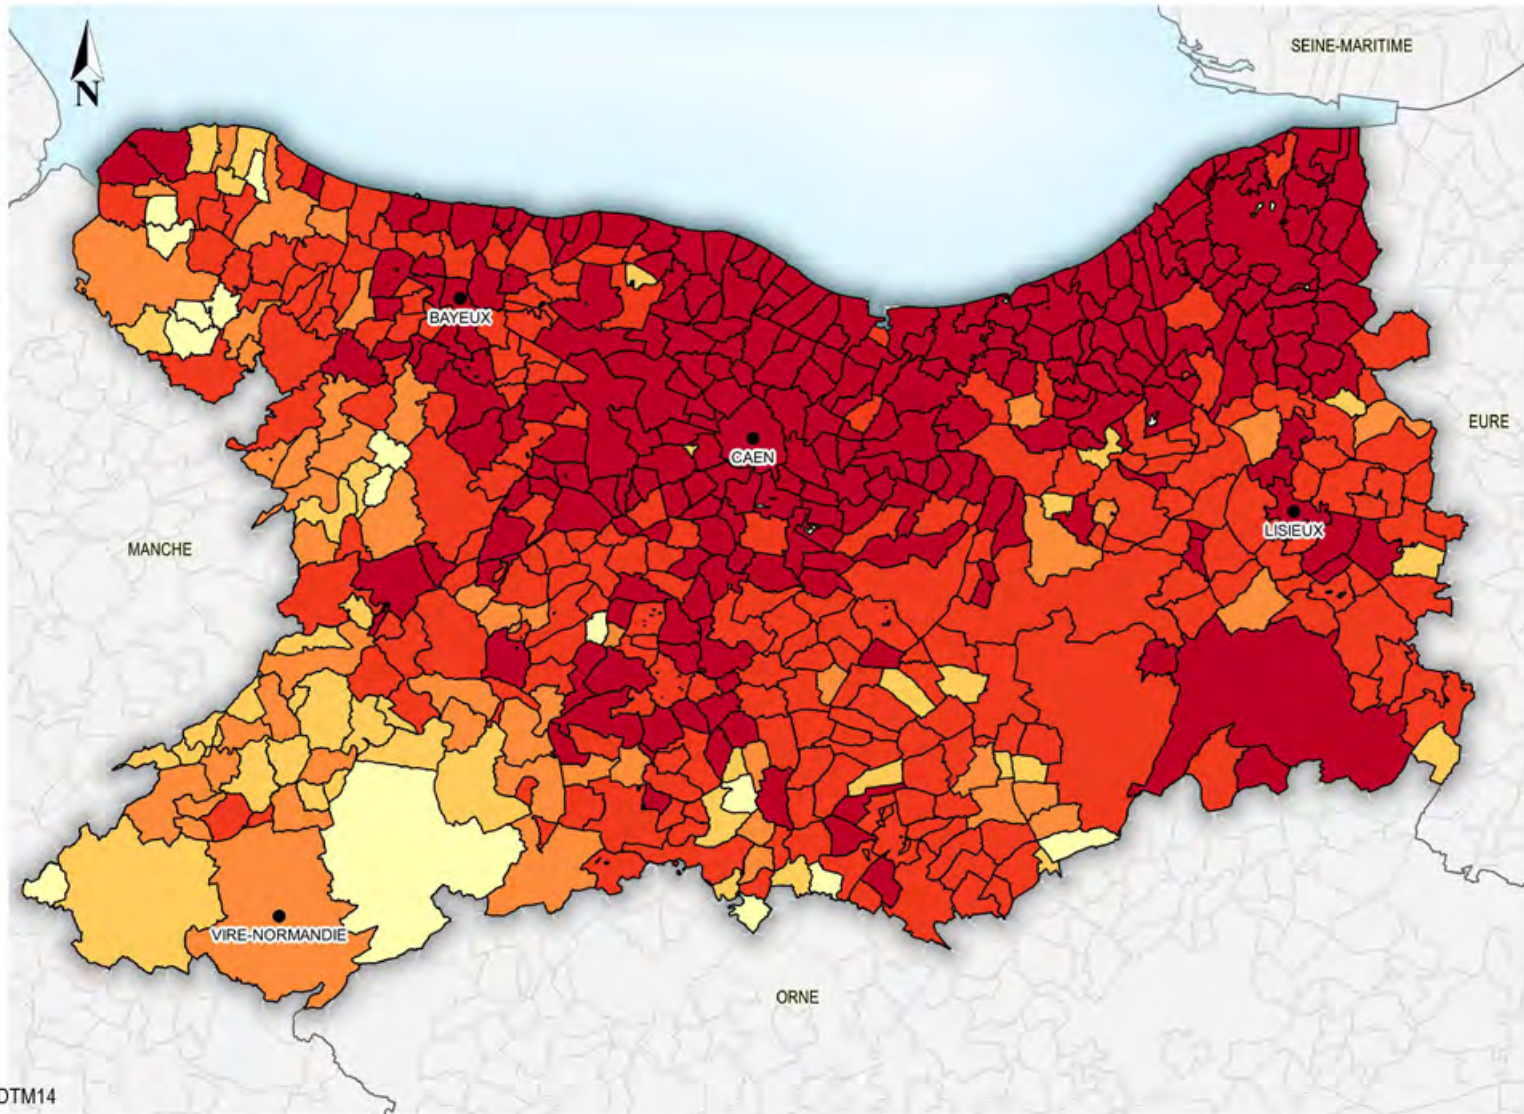 SEINE-MARITIME
N
BAYEUX
EURE
CAEN
LISIEUX
MANCHE
VIRE-NORMANDIE
ORNE
DTM14